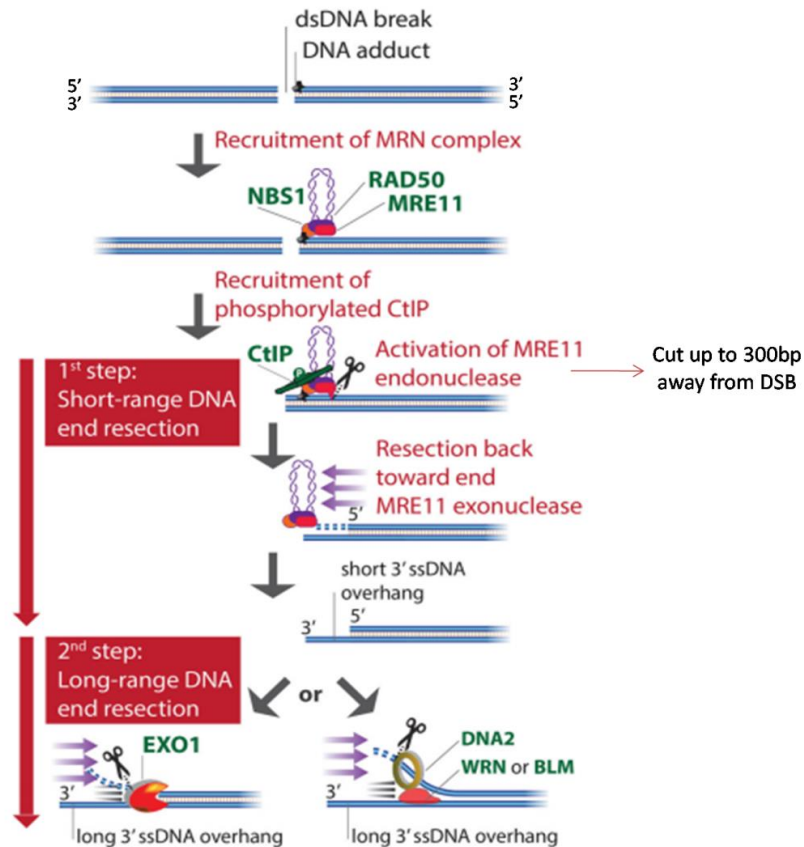 dsDNA break
DNA adduct
5’
3’
3’
5’
Recruitment of MRN complex
NBS1
RAD50
MRE11
Recruitment of
phosphorylated CtIP
1st step:
Short-range DNA
end resection
CtIP
P
Activation of MRE11
endonuclease
Cut up to 300bp
away from DSB
Resection back
toward end
MRE11 exonuclease
5’
short 3’ ssDNA
overhang
3’
5’
2nd step:
Long-range DNA
end resection
or
EXO1
3’
long 3’ ssDNA overhang
DNA2
WRN or BLM
3’
long 3’ ssDNA overhang